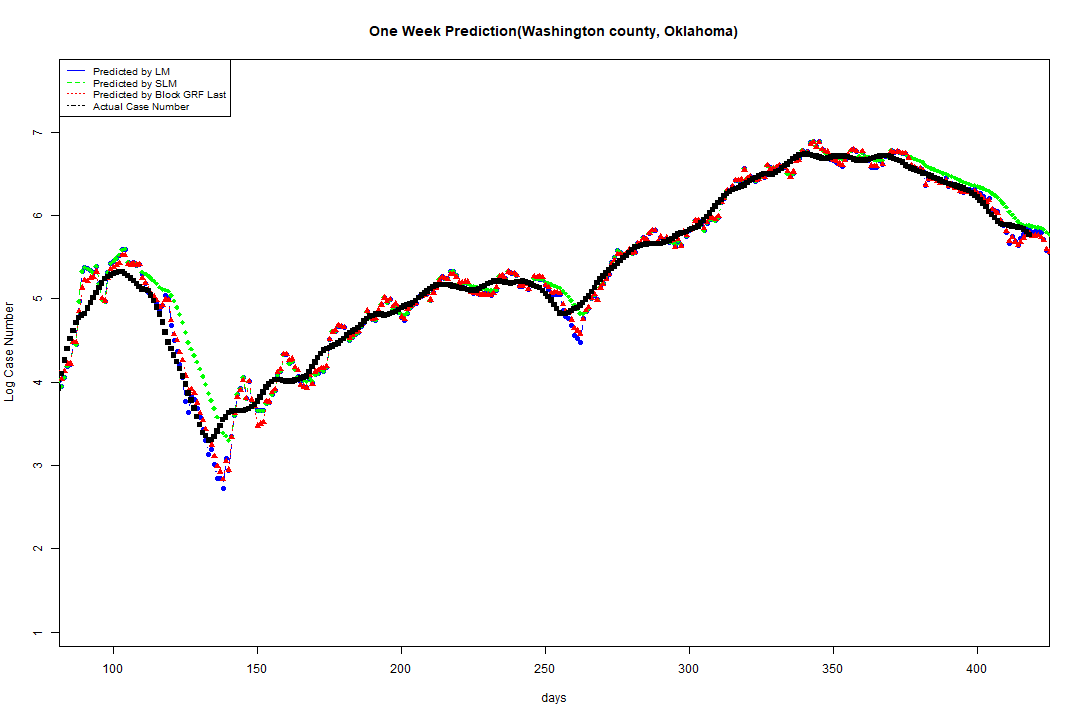 One Week Prediction(Washington county, Oklahoma)
Predicted by LM
Predicted by SLM
Predicted by Block GRF Last
Actual Case Number
Log Case Number
7
6
5
4
3
2
1
100 150 200 250 300 350 400
days